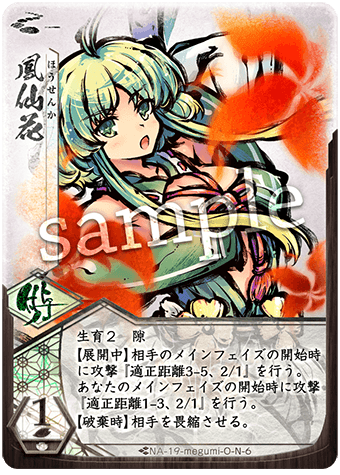 鳳仙花
ほうせんか
sample
生育2 隙
【展開中】相手のメインフェイズの開始時
に攻撃『適正距離3-5、2/1』を行う。
あなたのメインフェイズの開始時に攻撃
『適正距離1-3、2/1』を行う。
【破棄時】相手を畏縮させる。
1
NA-19-megumi-O-N-6